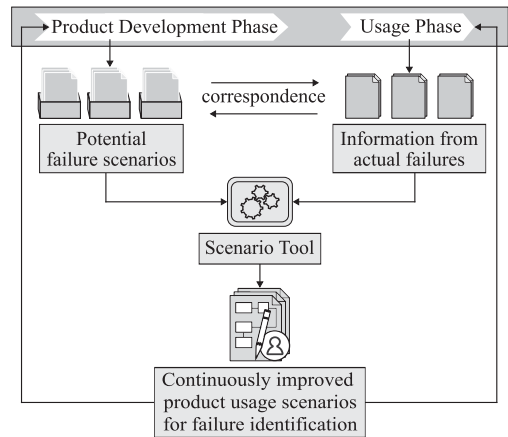 Product Development Phase
Usage Phase
correspondence
Potential
failure scenarios
Information from
actual failures
Scenario Tool
Continuously improved
product usage scenarios
for failure identification